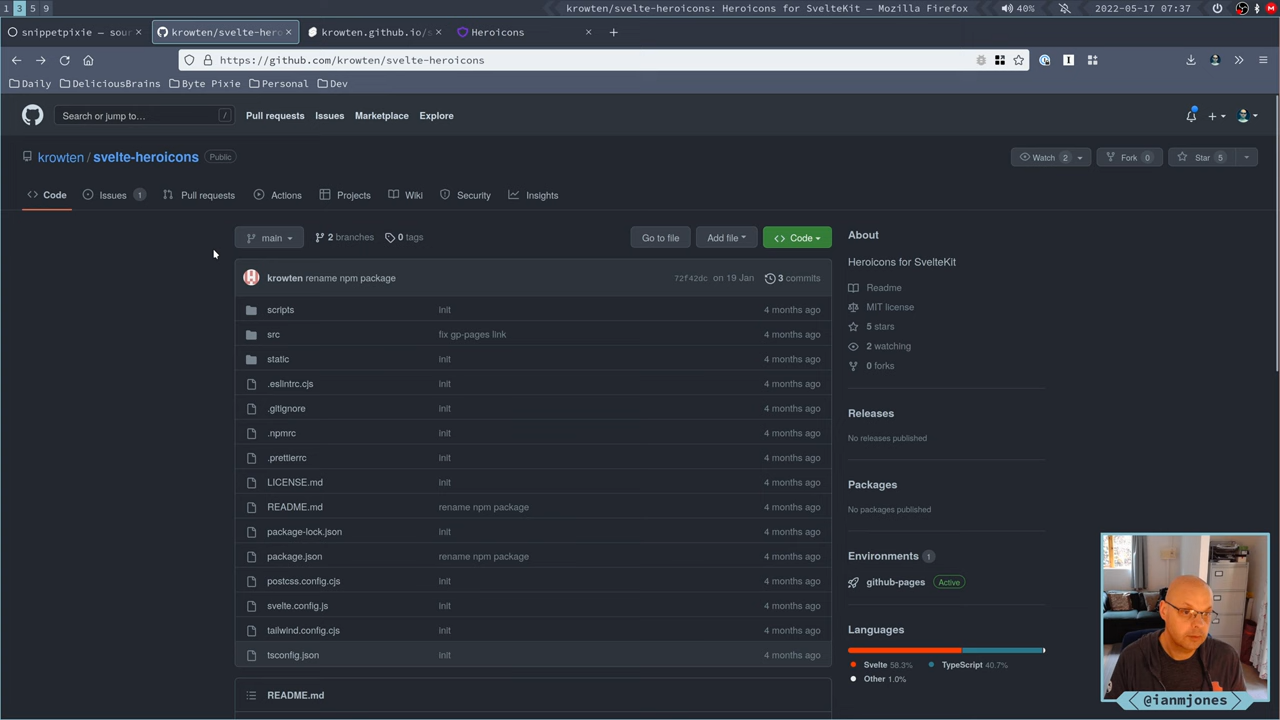 1 3 5 9 krowten/svelte-heroicons: Heroicons for SvelteKit — Mozilla Firefox 40% 2022-05-17 07:37
snippetpixie — sou × krowten/svelte-hero × krowten.github.io/s × Heroicons × +
https://github.com/krowten/svelte-heroicons
Daily DeliciousBrains Byte Pixie Personal Dev
Search or jump to… / Pull requests Issues Marketplace Explore
krowten / svelte-heroicons Public Watch 2 Fork 0 Star 5
Code Issues 1 Pull requests Actions Projects Wiki Security Insights
main 2 branches 0 tags Go to file Add file Code
krowten rename npm package 72f42dc on 19 Jan 3 commits
scripts init 4 months ago
src fix gp-pages link 4 months ago
static init 4 months ago
.eslintrc.cjs init 4 months ago
.gitignore init 4 months ago
.npmrc init 4 months ago
.prettierrc init 4 months ago
LICENSE.md init 4 months ago
README.md rename npm package 4 months ago
package-lock.json init 4 months ago
package.json rename npm package 4 months ago
postcss.config.cjs init 4 months ago
svelte.config.js init 4 months ago
tailwind.config.cjs init 4 months ago
tsconfig.json init 4 months ago
README.md
About
Heroicons for SvelteKit
Readme
MIT license
5 stars
2 watching
0 forks
Releases
No releases published
Packages
No packages published
Environments 1
github-pages Active
Languages
Svelte 58.3% TypeScript 40.7%
Other 1.0%
@ianmjones